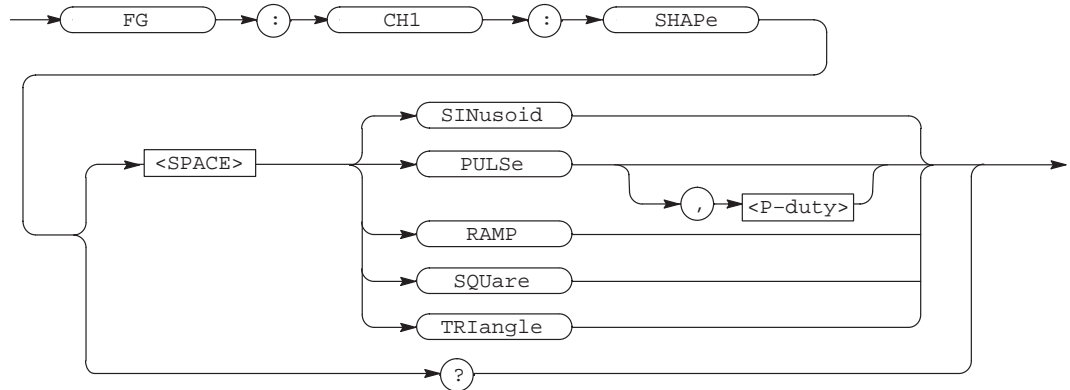 FG : CH1 : SHAPe
SINusoid
<SPACE> PULSe
, <P-duty>
RAMP
SQUare
TRIangle
?